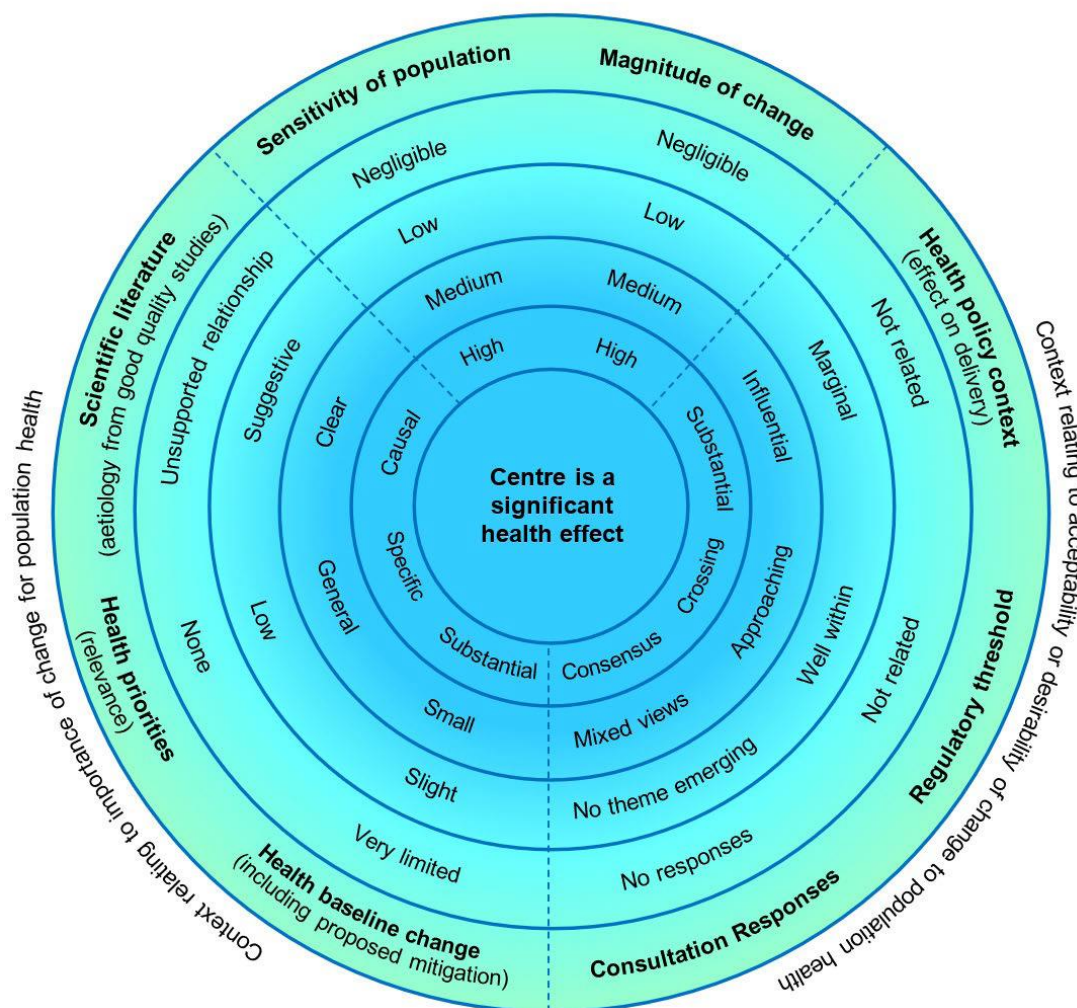 Sensitivity of population
Magnitude of change
Negligible
Negligible
Low
Low
Medium
Medium
High
High
Health policy context
(effect on delivery)
Not related
Marginal
Influential
Substantial
Regulatory threshold
Not related
Well within
Approaching
Crossing
Consultation Responses
No responses
No theme emerging
Mixed views
Consensus
Health baseline change
(including proposed mitigation)
Very limited
Slight
Small
Substantial
Health priorities
(relevance)
None
Low
General
Specific
Scientific literature
(aetiology from good quality studies)
Unsupported relationship
Suggestive
Clear
Causal
Centre is a
significant
health effect
Context relating to importance of change for population health
Context relating to acceptability or desirability of change to population health